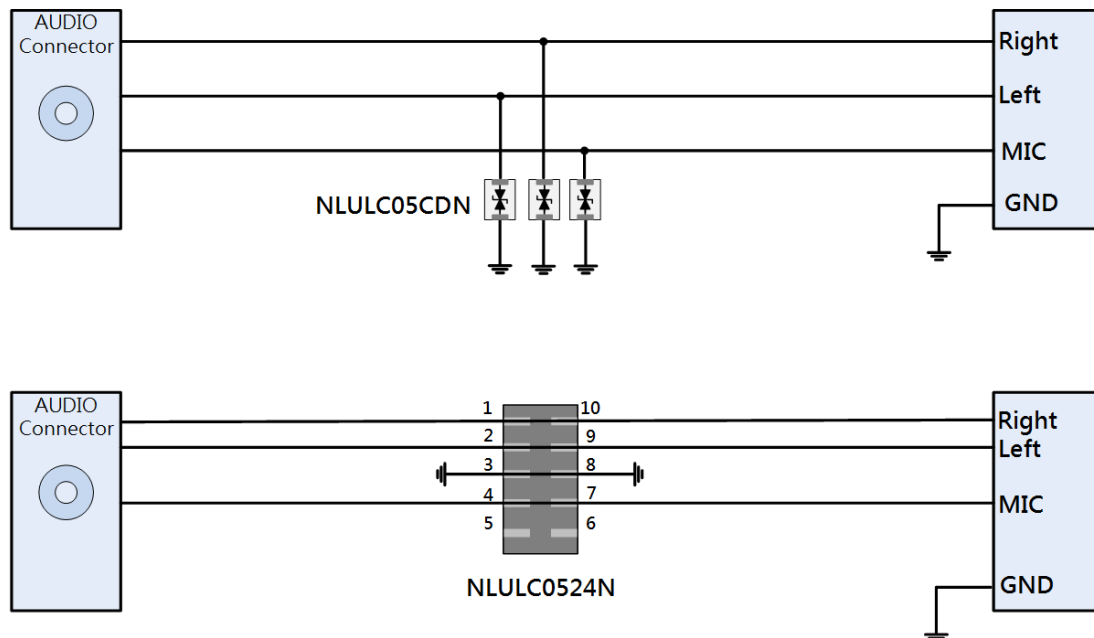 AUDIO
Connector
Right
Left
MIC
GND
NLULC05CDN
AUDIO
Connector
1 10
2 9
3 8
4 7
5 6
Right
Left
MIC
GND
NLULC0524N